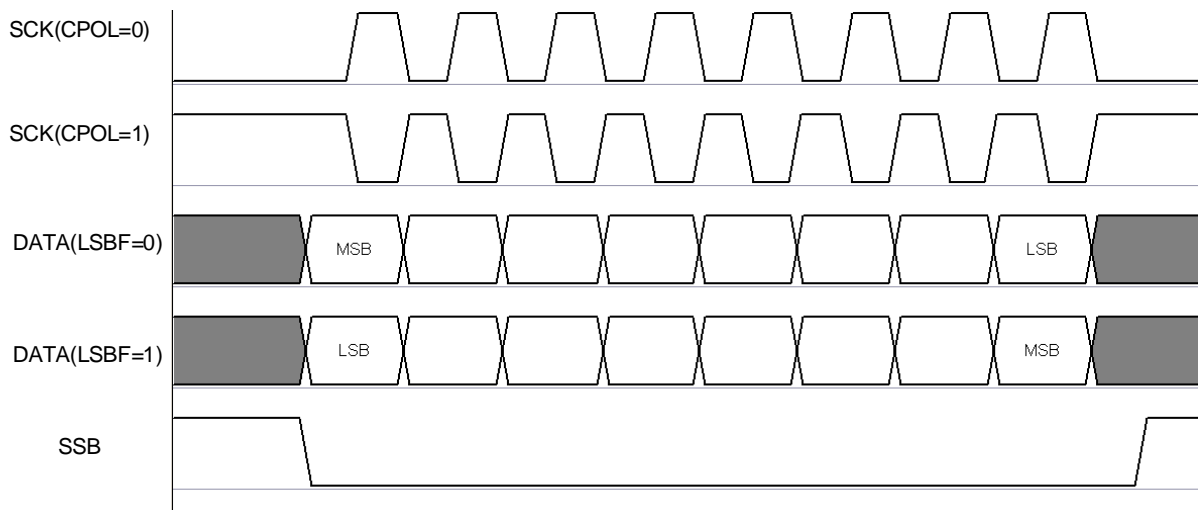 SCK(CPOL=0)
SCK(CPOL=1)
DATA(LSBF=0)
MSB
LSB
DATA(LSBF=1)
LSB
MSB
SSB